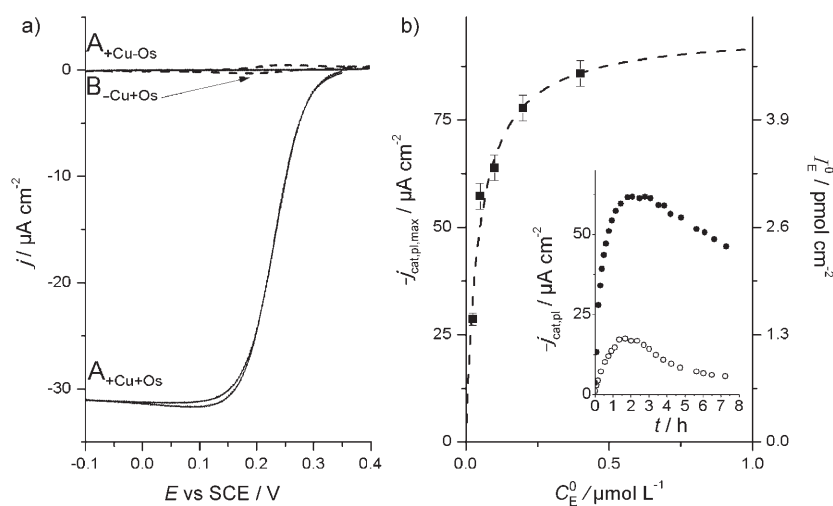 a)
A+Cu-Os
B-Cu+Os
A+Cu+Os
0
-10
-20
-30
j / µA cm-2
-0.1 0.0 0.1 0.2 0.3 0.4
E vs SCE / V
b)
75
50
25
0
-jcat,pl,max / µA cm-2
3.9
2.6
1.3
0.0
Γ0E / pmol cm-2
0.0 0.5 1.0
C0E / µmol L-1
50
25
0
-jcat,pl / µA cm-2
0 1 2 3 4 5 6 7 8
t / h